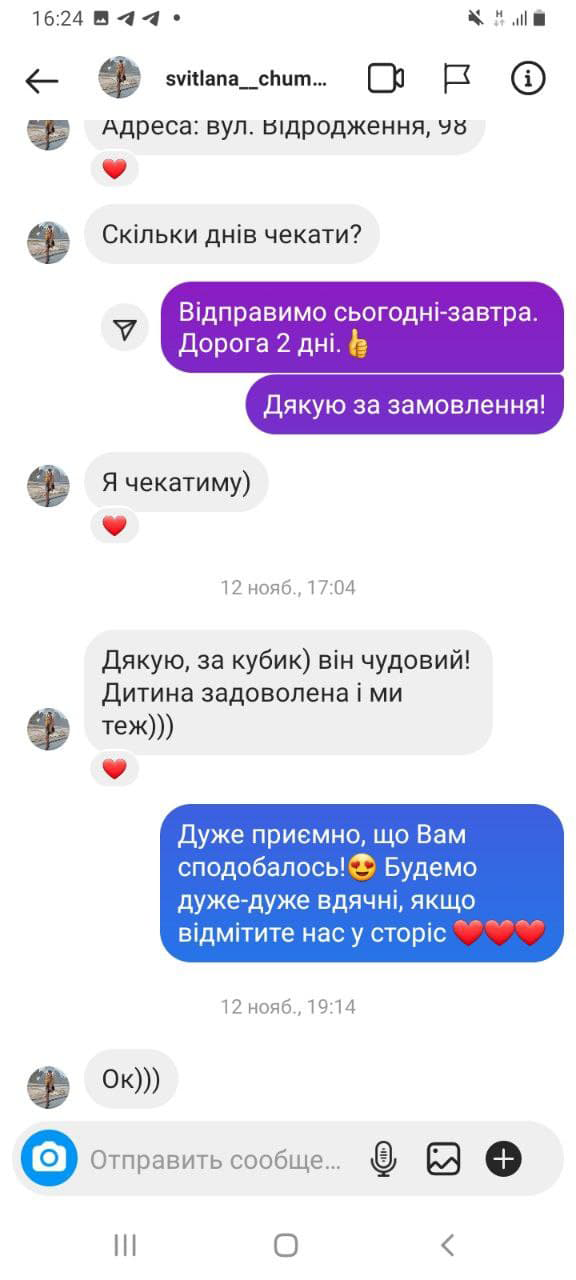 16:24
svitlana__chum...
Адреса: вул. Відродження, 98
Скільки днів чекати?
Відправимо сьогодні-завтра.
Дорога 2 дні.👍
Дякую за замовлення!
Я чекатиму)
12 нояб., 17:04
Дякую, за кубик) він чудовий!
Дитина задоволена і ми
теж)))
Дуже приємно, що Вам
сподобалось!😍 Будемо
дуже-дуже вдячні, якщо
відмітите нас у сторіс ❤️❤️❤️
12 нояб., 19:14
Ок)))
Отправить сообще...